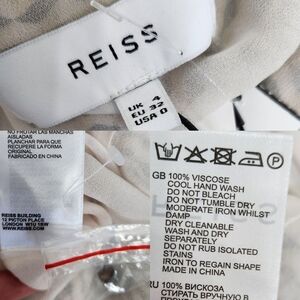 REISS
UK 4
EU 32
USA 0
NO FROTAR LAS MANCHAS
AISLADAS
PLANCHAR PARA
RECUPERAR LA FORMA
ORIGINAL
FABRICADO EN CHINA
REISS BUILDING
12 PICTON PLACE
LONDON W1U 1BW
WWW.REISS.COM
GB 100% VISCOSE
COOL HAND WASH
DO NOT BLEACH
DO NOT TUMBLE DRY
MODERATE IRON WHILST
DAMP
DRY CLEANABLE
WASH AND DRY
SEPARATELY
DO NOT RUB ISOLATED
STAINS
IRON TO REGAIN SHAPE
MADE IN CHINA
RU 100% ВИСКОЗА
СТИРАТЬ ВРУЧНУЮ В